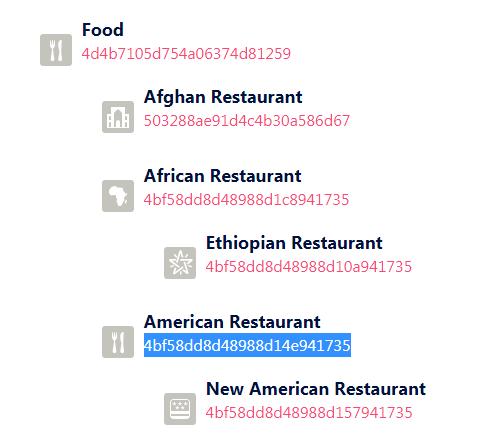 Food
4d4b7105d754a06374d81259
Afghan Restaurant
503288ae91d4c4b30a586d67
African Restaurant
4bf58dd8d48988d1c8941735
Ethiopian Restaurant
4bf58dd8d48988d10a941735
American Restaurant
4bf58dd8d48988d14e941735
New American Restaurant
4bf58dd8d48988d157941735